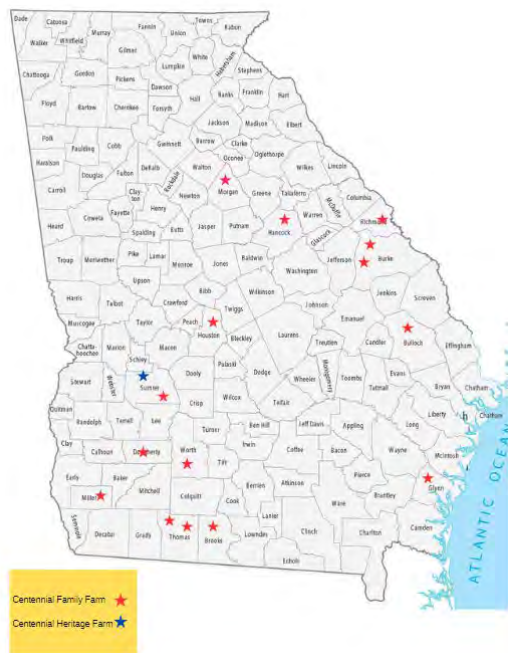 Dade
Catoosa
Fannin
Towns
Rabun
Walker
Whitfield
Murray
Union
Gilmer
White
Habersham
Lumpkin
Stephens
Chattooga
Gordon
Pickens
Dawson
Banks
Franklin
Hart
Floyd
Bartow
Cherokee
Forsyth
Hall
Jackson
Madison
Elbert
Polk
Paulding
Cobb
Gwinnett
Barrow
Clarke
Oconee
Oglethorpe
Haralson
Douglas
Fulton
DeKalb
Rockdale
Walton
Wilkes
Lincoln
Carroll
Clay-
ton
Newton
Morgan
Greene
Taliaferro
McDuffie
Columbia
Fayette
Henry
Warren
Richmond
Heard
Coweta
Spalding
Butts
Jasper
Putnam
Hancock
Glascock
Troup
Meriwether
Pike
Lamar
Monroe
Jones
Baldwin
Washington
Jefferson
Burke
Upson
Harris
Talbot
Crawford
Bibb
Twiggs
Wilkinson
Johnson
Jenkins
Screven
Muscogee
Taylor
Peach
Houston
Bleckley
Laurens
Emanuel
Chatta-
hoochee
Marion
Schley
Macon
Treutlen
Candler
Bulloch
Effingham
Stewart
Webster
Sumter
Dooly
Pulaski
Dodge
Wheeler
Montgomery
Toombs
Tattnall
Evans
Bryan
Chatham
Quitman
Randolph
Terrell
Lee
Crisp
Wilcox
Telfair
Liberty
h
Chatham
Clay
Calhoun
Dougherty
Worth
Turner
Ben Hill
Jeff Davis
Appling
Long
Wayne
McIntosh
Irwin
Coffee
Bacon
Early
Baker
Mitchell
Tift
Pierce
Miller
Colquitt
Cook
Berrien
Atkinson
Ware
Brantley
Glynn
Lanier
Seminole
Decatur
Grady
Thomas
Brooks
Lowndes
Clinch
Charlton
Camden
Echols
ATLANTIC OCEAN
Centennial Family Farm
Centennial Heritage Farm